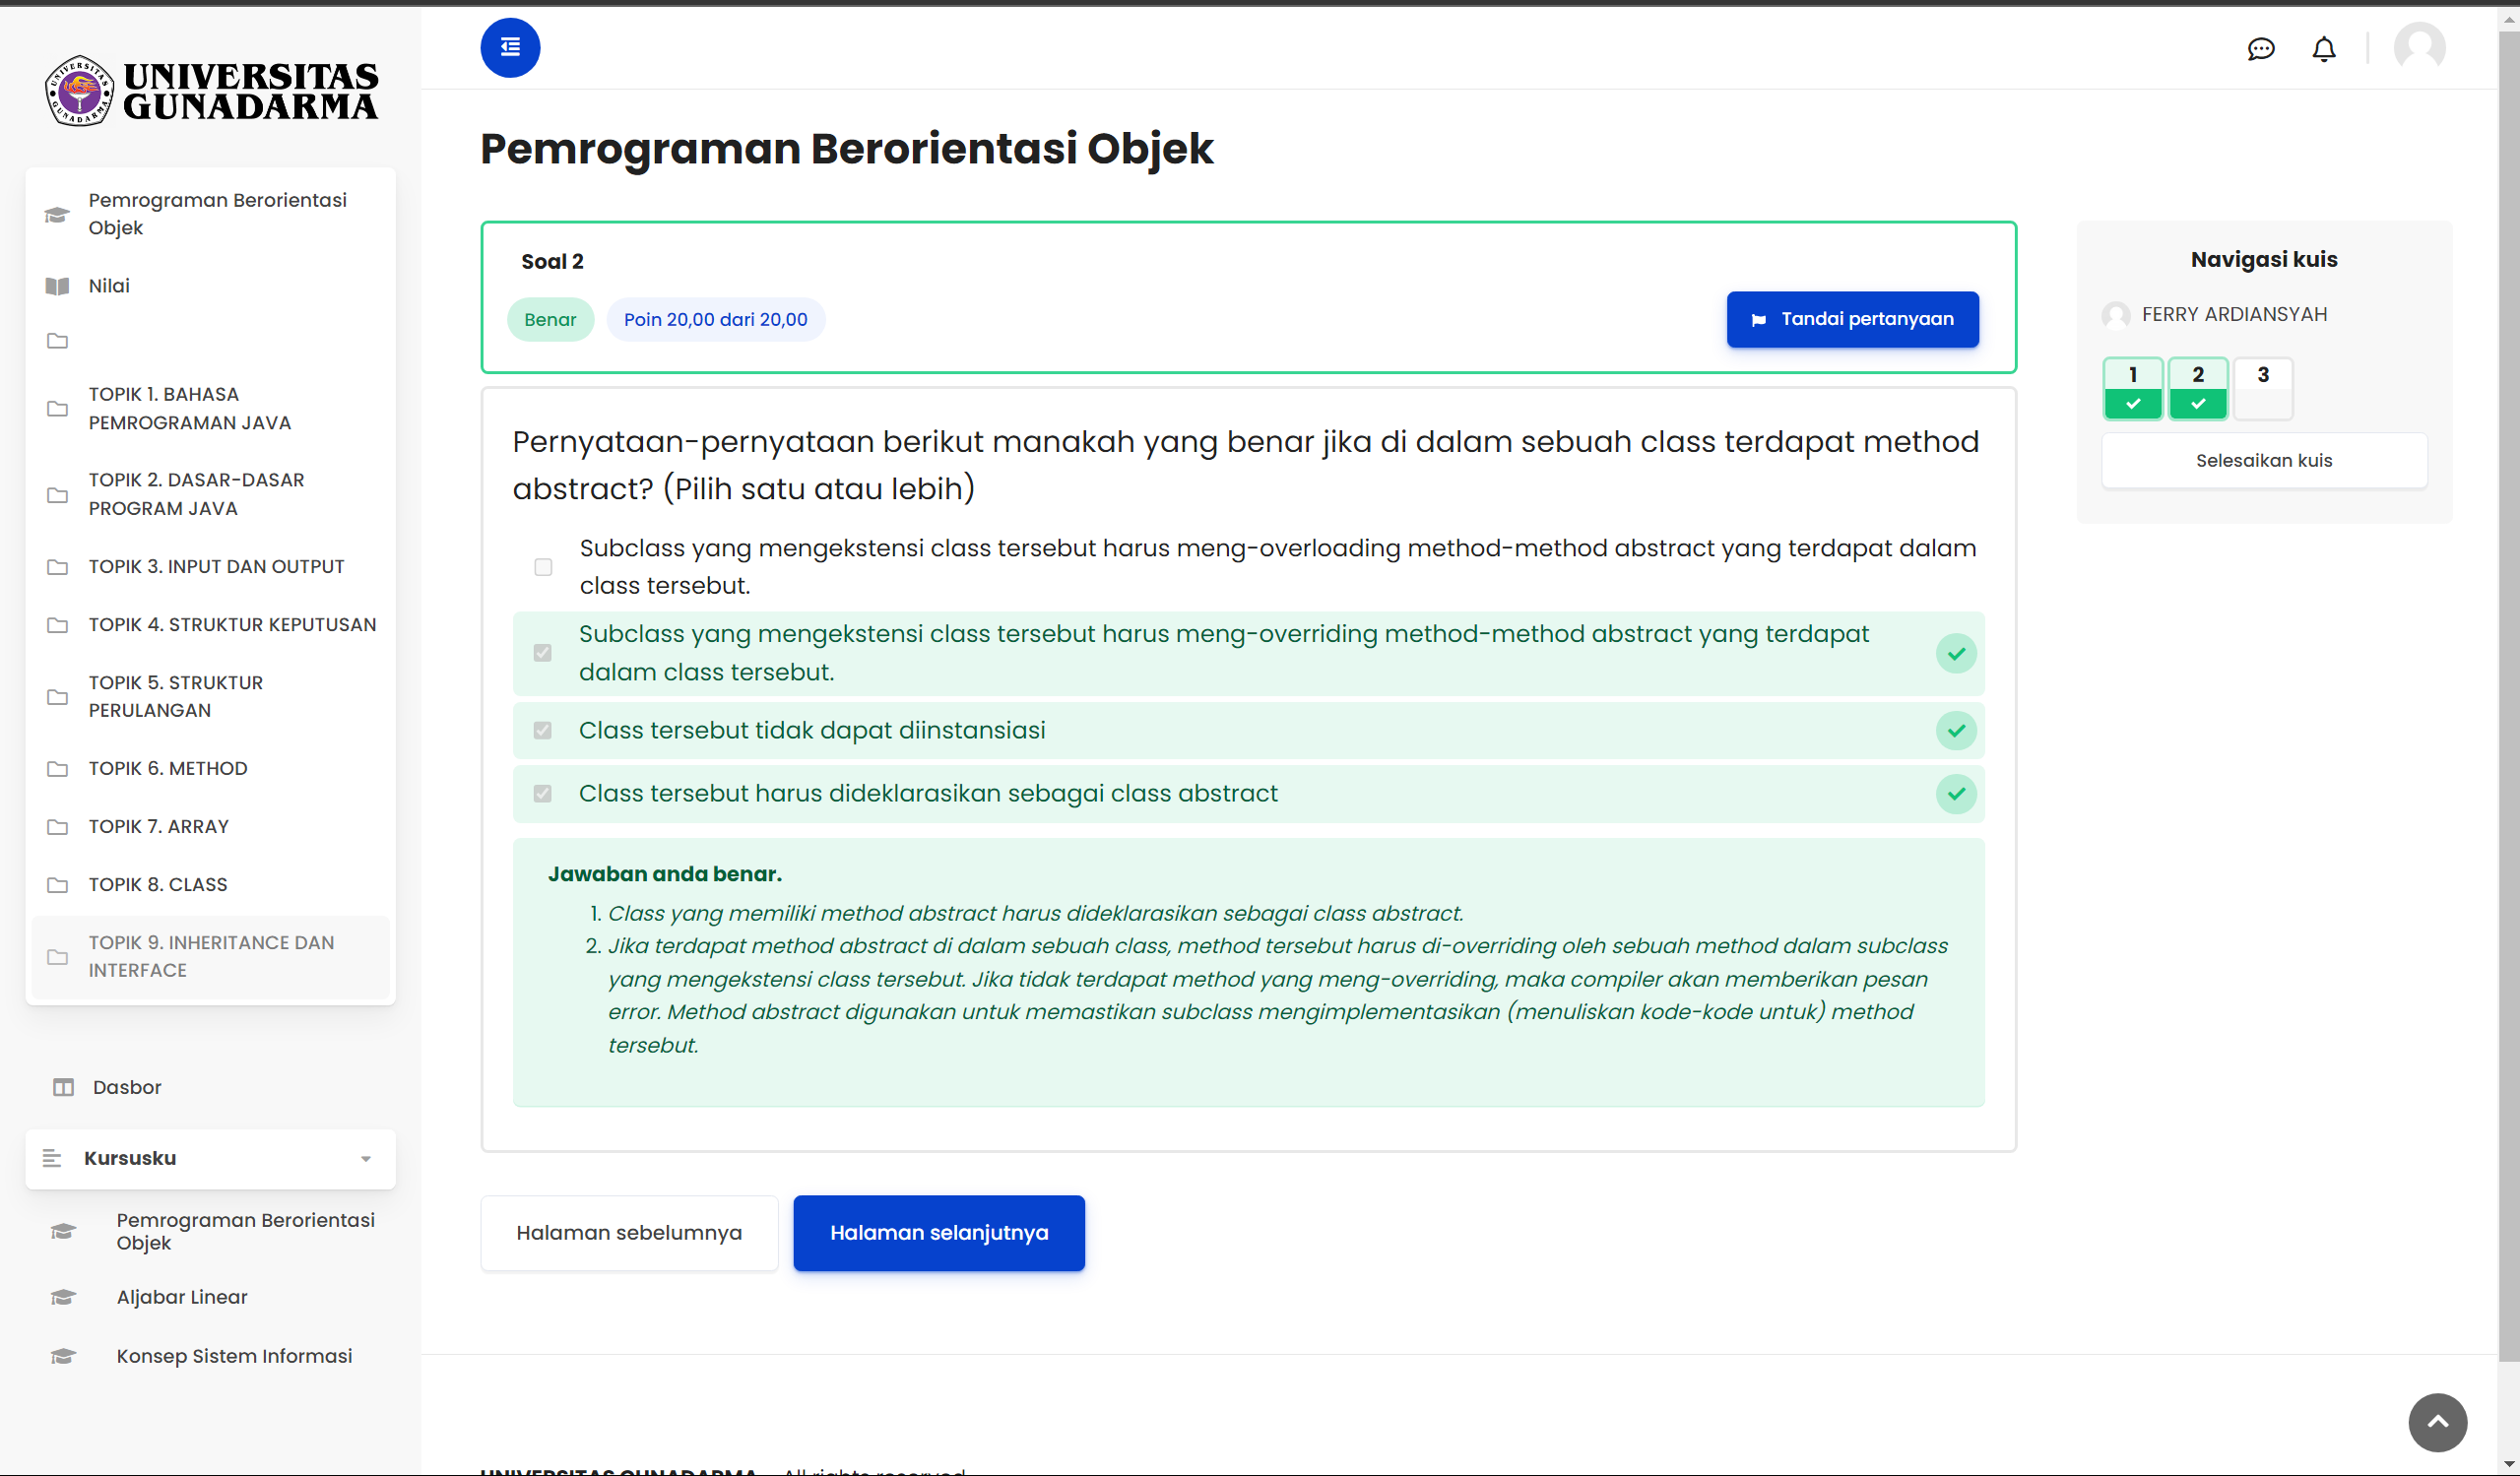 UNIVERSITAS
GUNADARMA
Pemrograman Berorientasi
Objek
Nilai
TOPIK 1. BAHASA
PEMROGRAMAN JAVA
TOPIK 2. DASAR-DASAR
PROGRAM JAVA
TOPIK 3. INPUT DAN OUTPUT
TOPIK 4. STRUKTUR KEPUTUSAN
TOPIK 5. STRUKTUR
PERULANGAN
TOPIK 6. METHOD
TOPIK 7. ARRAY
TOPIK 8. CLASS
TOPIK 9. INHERITANCE DAN
INTERFACE
Dasbor
Kursusku
Pemrograman Berorientasi
Objek
Aljabar Linear
Konsep Sistem Informasi
Pemrograman Berorientasi Objek
Soal 2
Benar
Poin 20,00 dari 20,00
Tandai pertanyaan
Pernyataan-pernyataan berikut manakah yang benar jika di dalam sebuah class terdapat method
abstract? (Pilih satu atau lebih)
Subclass yang mengekstensi class tersebut harus meng-overloading method-method abstract yang terdapat dalam
class tersebut.
Subclass yang mengekstensi class tersebut harus meng-overriding method-method abstract yang terdapat
dalam class tersebut.
Class tersebut tidak dapat diinstansiasi
Class tersebut harus dideklarasikan sebagai class abstract
Jawaban anda benar.
1. Class yang memiliki method abstract harus dideklarasikan sebagai class abstract.
2. Jika terdapat method abstract di dalam sebuah class, method tersebut harus di-overriding oleh sebuah method dalam subclass
yang mengekstensi class tersebut. Jika tidak terdapat method yang meng-overriding, maka compiler akan memberikan pesan
error. Method abstract digunakan untuk memastikan subclass mengimplementasikan (menuliskan kode-kode untuk) method
tersebut.
Halaman sebelumnya
Halaman selanjutnya
Navigasi kuis
FERRY ARDIANSYAH
1 2 3
Selesaikan kuis
UNIVERSITAS GUNADARMA All rights reserved